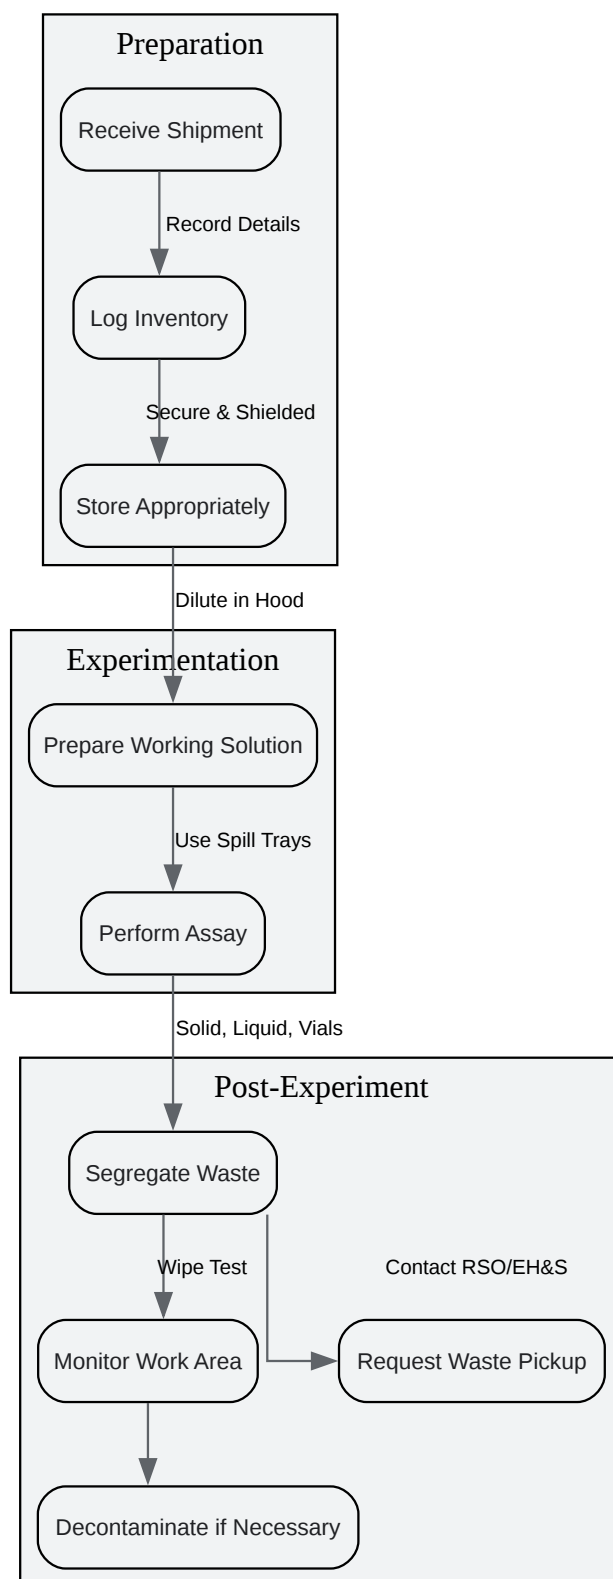 Preparation
Receive Shipment
Record Details
Log Inventory
Secure & Shielded
Store Appropriately
Dilute in Hood
Experimentation
Prepare Working Solution
Use Spill Trays
Perform Assay
Solid, Liquid, Vials
Post-Experiment
Segregate Waste
Wipe Test
Contact RSO/EH&S
Monitor Work Area
Request Waste Pickup
Decontaminate if Necessary